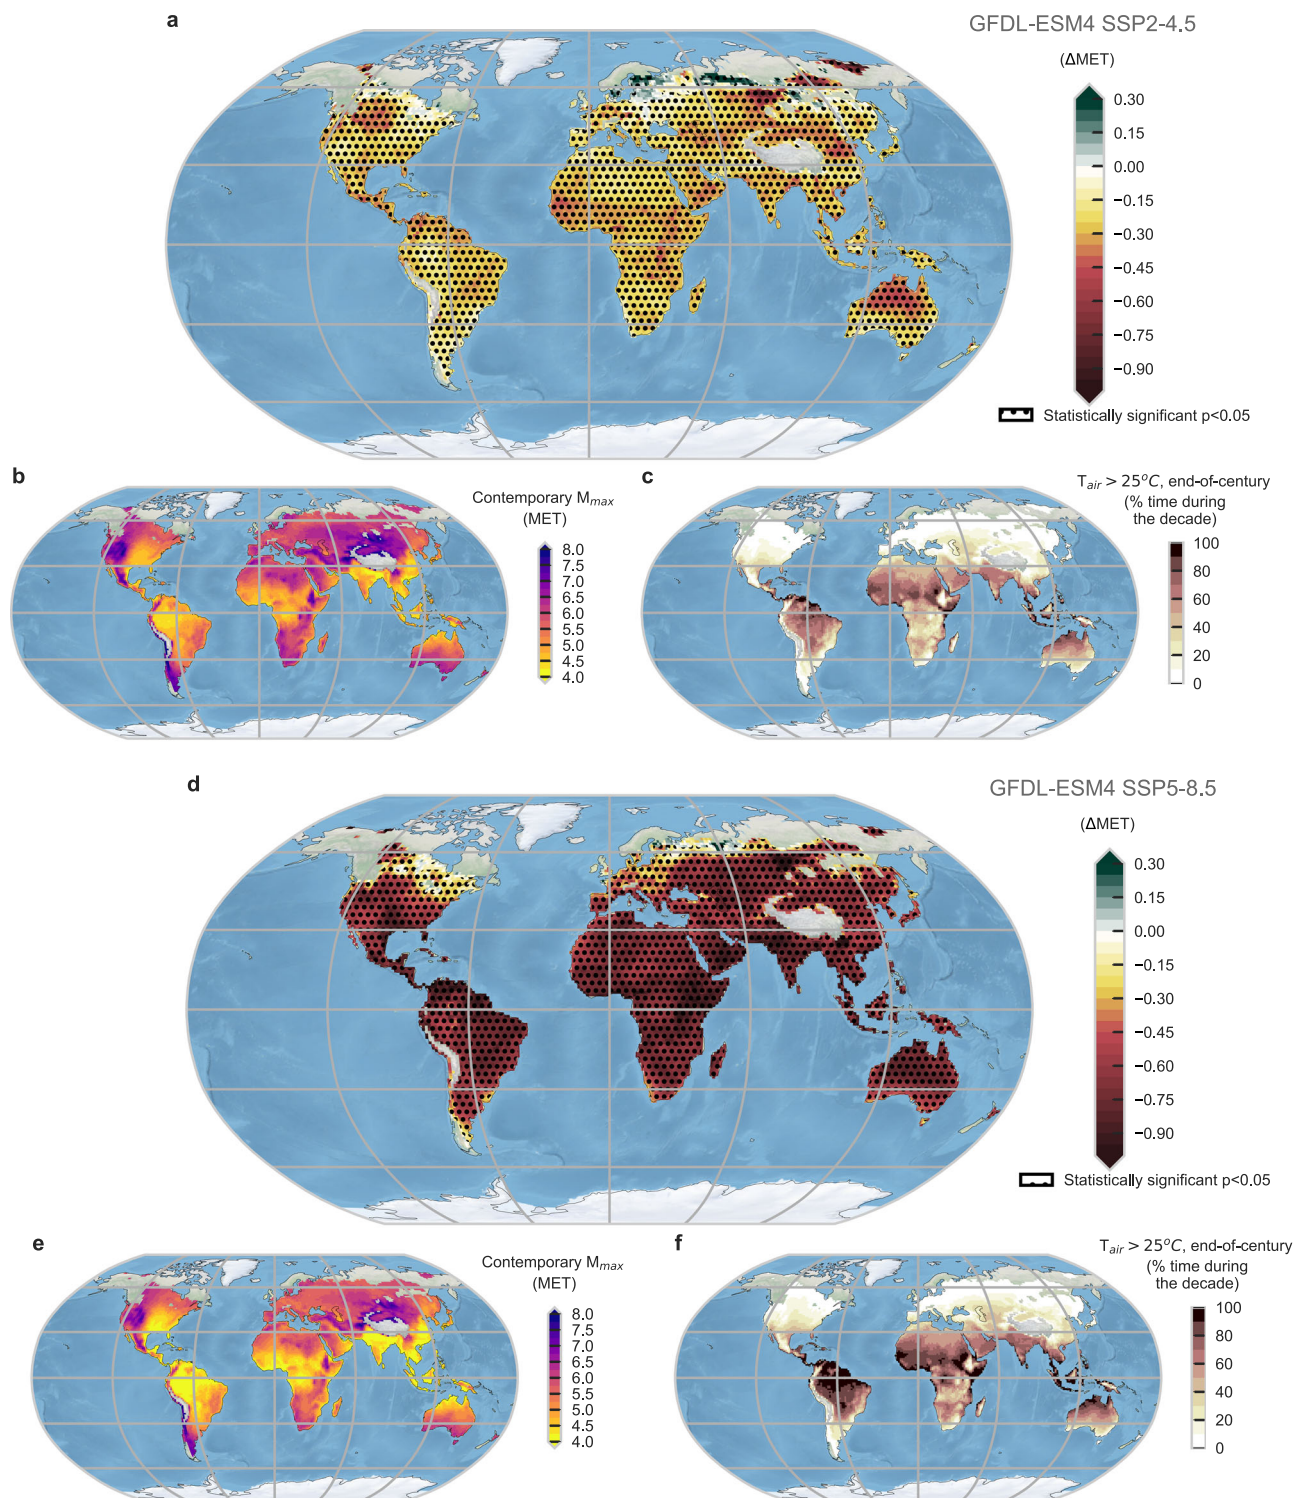 a
GFDL-ESM4 SSP2-4.5
(ΔMET)
0.30
0.15
0.00
−0.15
−0.30
−0.45
−0.60
−0.75
−0.90
Statistically significant p<0.05
b
Contemporary Mmax
(MET)
8.0
7.5
7.0
6.5
6.0
5.5
5.0
4.5
4.0
c
Tair > 25°C, end-of-century
(% time during
the decade)
100
80
60
40
20
0
d
GFDL-ESM4 SSP5-8.5
(ΔMET)
0.30
0.15
0.00
−0.15
−0.30
−0.45
−0.60
−0.75
−0.90
Statistically significant p<0.05
e
Contemporary Mmax
(MET)
8.0
7.5
7.0
6.5
6.0
5.5
5.0
4.5
4.0
f
Tair > 25°C, end-of-century
(% time during
the decade)
100
80
60
40
20
0